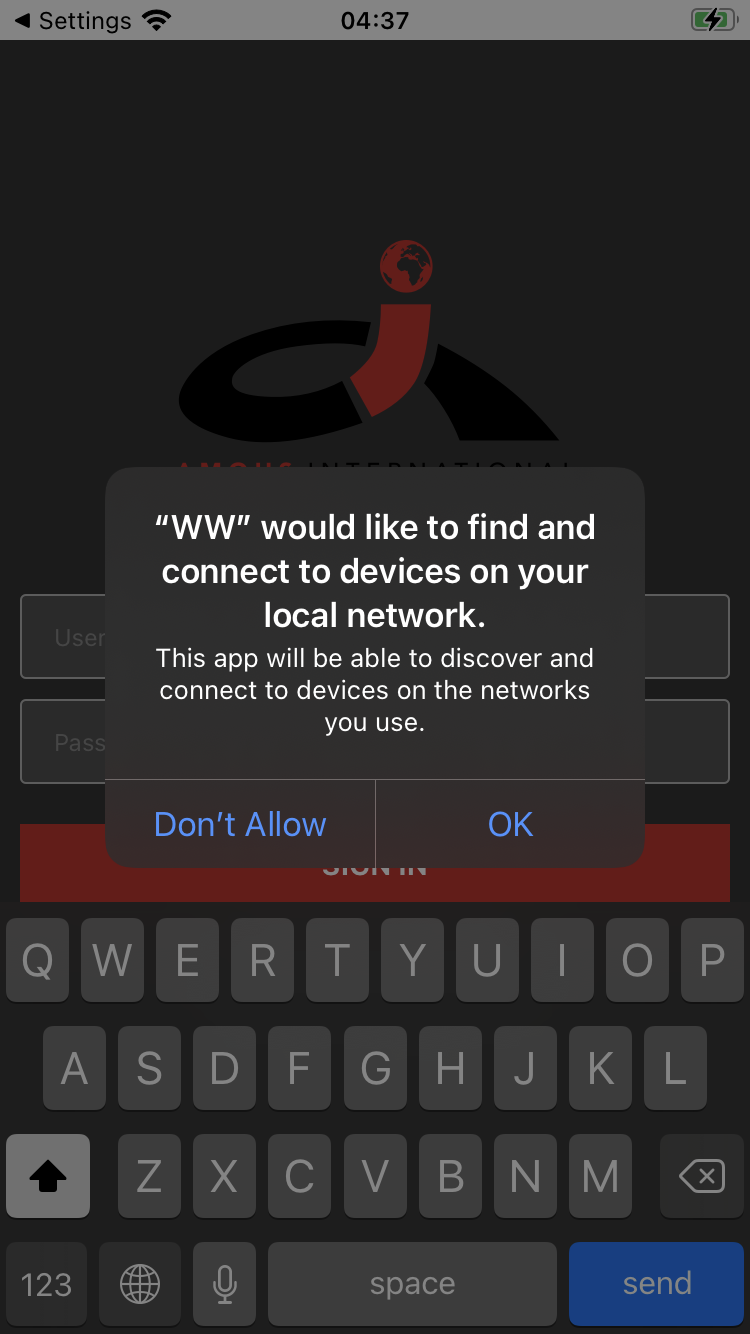 Settings 04:37
AMOUS INTERNATIONAL
“WW” would like to find and
connect to devices on your
local network.
This app will be able to discover and
connect to devices on the networks
you use.
User
Pass
Don’t Allow OK
SIGN IN
Q W E R T Y U I O P
A S D F G H J K L
Z X C V B N M
123 space send